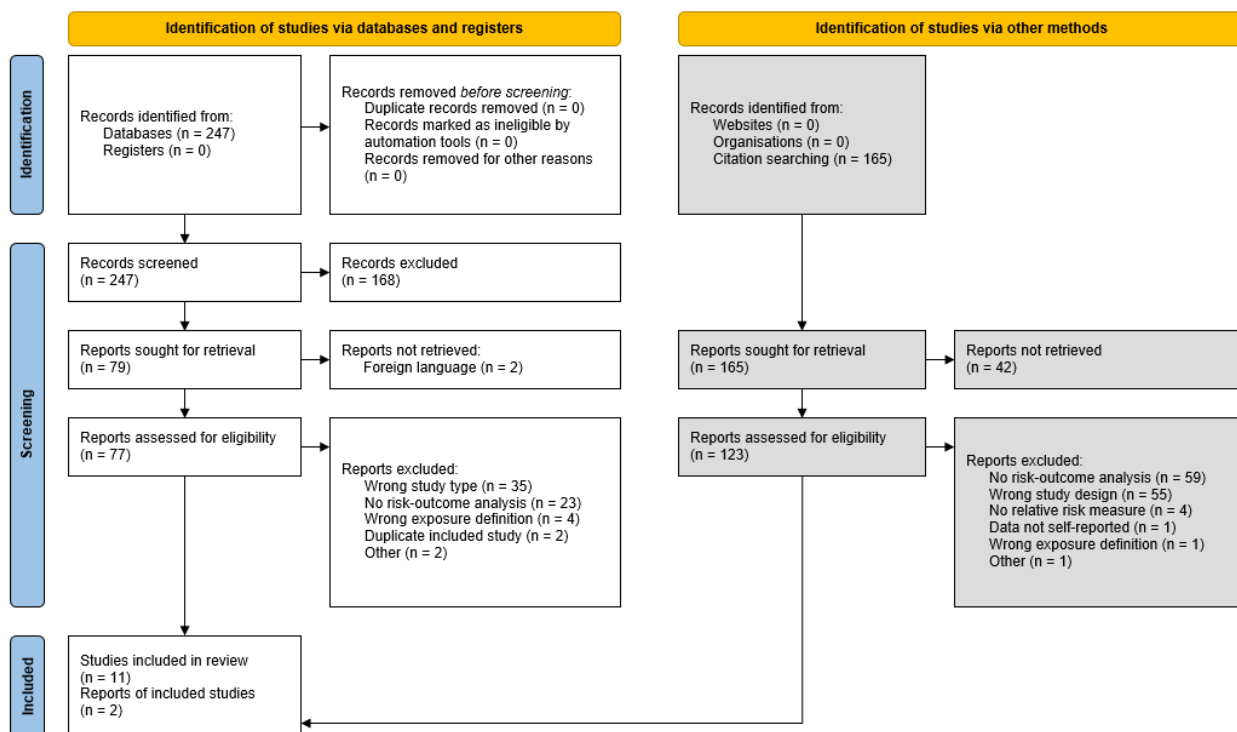 Identification of studies via databases and registers
Identification of studies via other methods
Identification
Records identified from:
Databases (n = 247)
Registers (n = 0)
Records removed before screening:
Duplicate records removed (n = 0)
Records marked as ineligible by
automation tools (n = 0)
Records removed for other reasons
(n = 0)
Records identified from:
Websites (n = 0)
Organisations (n = 0)
Citation searching (n = 165)
Screening
Records screened
(n = 247)
Records excluded
(n = 168)
Reports sought for retrieval
(n = 79)
Reports not retrieved:
Foreign language (n = 2)
Reports sought for retrieval
(n = 165)
Reports not retrieved
(n = 42)
Reports assessed for eligibility
(n = 77)
Reports excluded:
Wrong study type (n = 35)
No risk-outcome analysis (n = 23)
Wrong exposure definition (n = 4)
Duplicate included study (n = 2)
Other (n = 2)
Reports assessed for eligibility
(n = 123)
Reports excluded:
No risk-outcome analysis (n = 59)
Wrong study design (n = 55)
No relative risk measure (n = 4)
Data not self-reported (n = 1)
Wrong exposure definition (n = 1)
Other (n = 1)
Included
Studies included in review
(n = 11)
Reports of included studies
(n = 2)